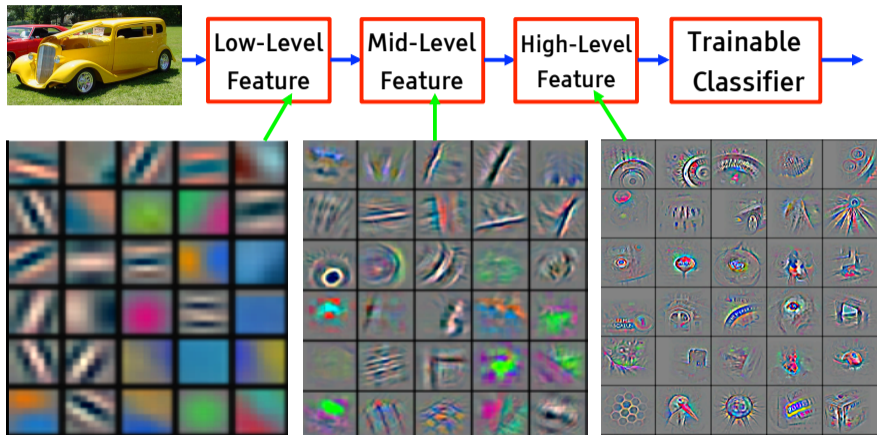 Low-Level
Feature
Mid-Level
Feature
High-Level
Feature
Trainable
Classifier